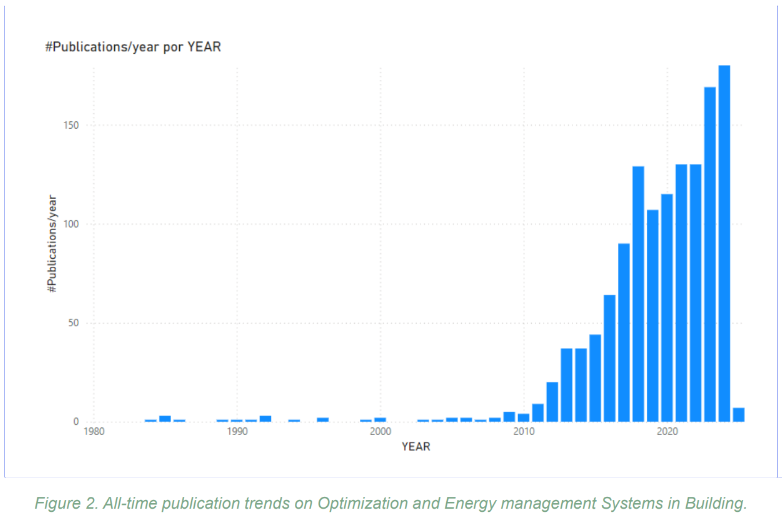 #Publications/year por YEAR
150
100
50
0
#Publications/year
1980
1990
2000
2010
2020
YEAR
Figure 2. All-time publication trends on Optimization and Energy management Systems in Building.